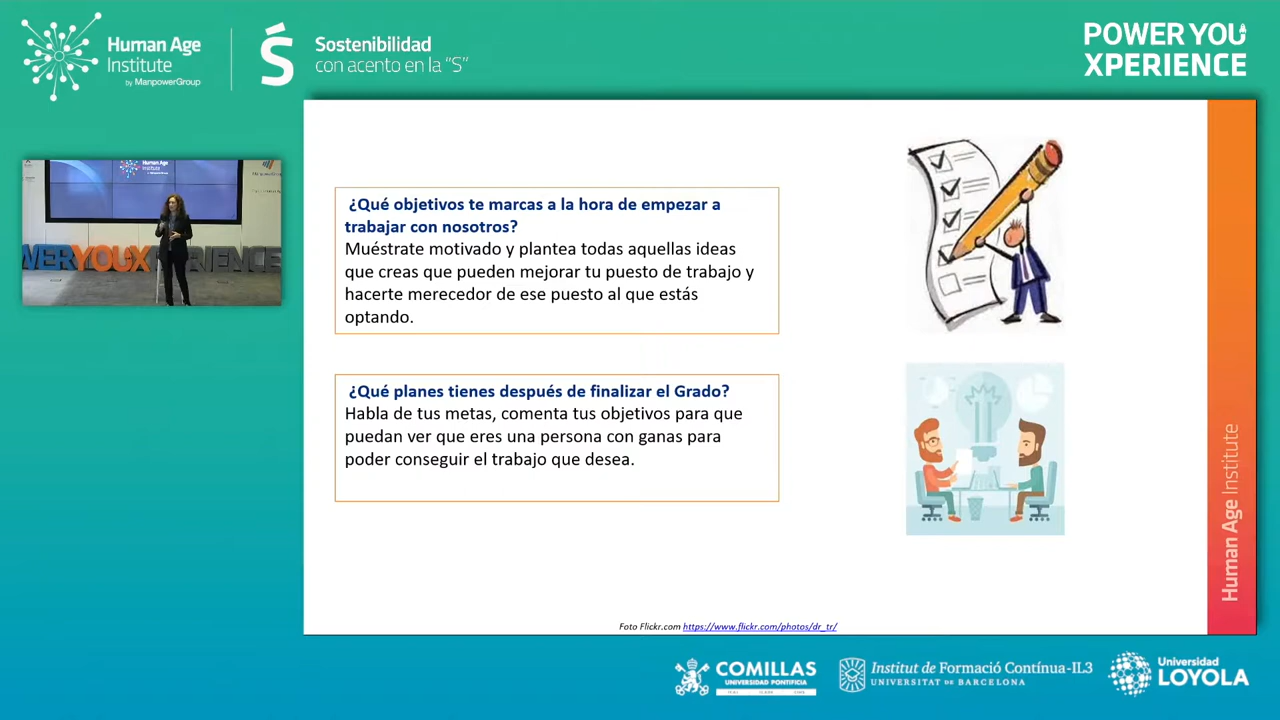 Human Age
Institute
by ManpowerGroup
Ś
Sostenibilidad
con acento en la "S"
POWER YOU
XPERIENCE
Human Age
Institute
WERYOUXPERIENCE
¿Qué objetivos te marcas a la hora de empezar a
trabajar con nosotros?
Muéstrate motivado y plantea todas aquellas ideas
que creas que pueden mejorar tu puesto de trabajo y
hacerte merecedor de ese puesto al que estás
optando.
¿Qué planes tienes después de finalizar el Grado?
Habla de tus metas, comenta tus objetivos para que
puedan ver que eres una persona con ganas para
poder conseguir el trabajo que desea.
Foto Flickr.com https://www.flickr.com/photos/dr_tr/
Human Age Institute
COMILLAS
UNIVERSIDAD PONTIFICIA
Institut de Formació Contínua-IL3
UNIVERSITAT DE BARCELONA
Universidad
LOYOLA